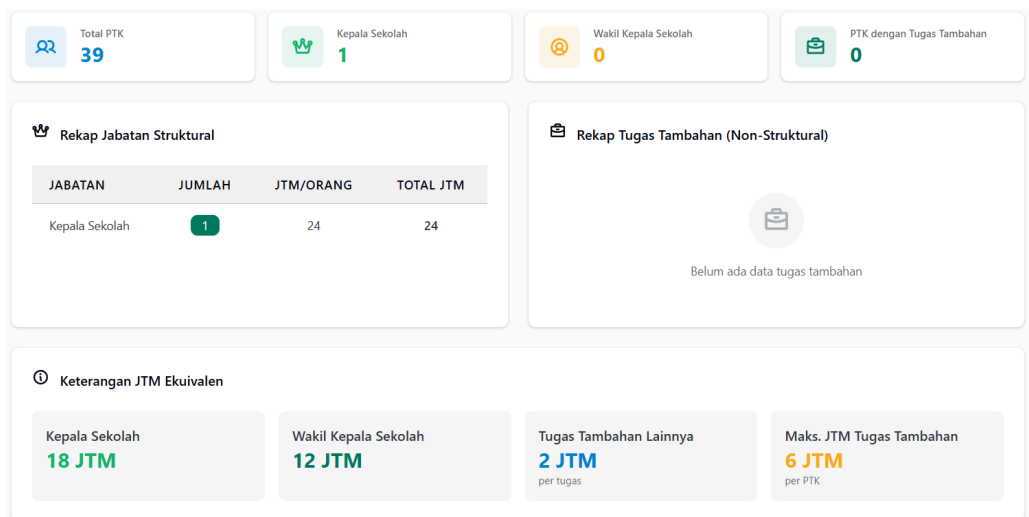 Total PTK
39
Kepala Sekolah
1
Wakil Kepala Sekolah
0
PTK dengan Tugas Tambahan
0
Rekap Jabatan Struktural
JABATAN JUMLAH JTM/ORANG TOTAL JTM
Kepala Sekolah 1 24 24
Rekap Tugas Tambahan (Non-Struktural)
Belum ada data tugas tambahan
Keterangan JTM Ekuivalen
Kepala Sekolah
18 JTM
Wakil Kepala Sekolah
12 JTM
Tugas Tambahan Lainnya
2 JTM
per tugas
Maks. JTM Tugas Tambahan
6 JTM
per PTK